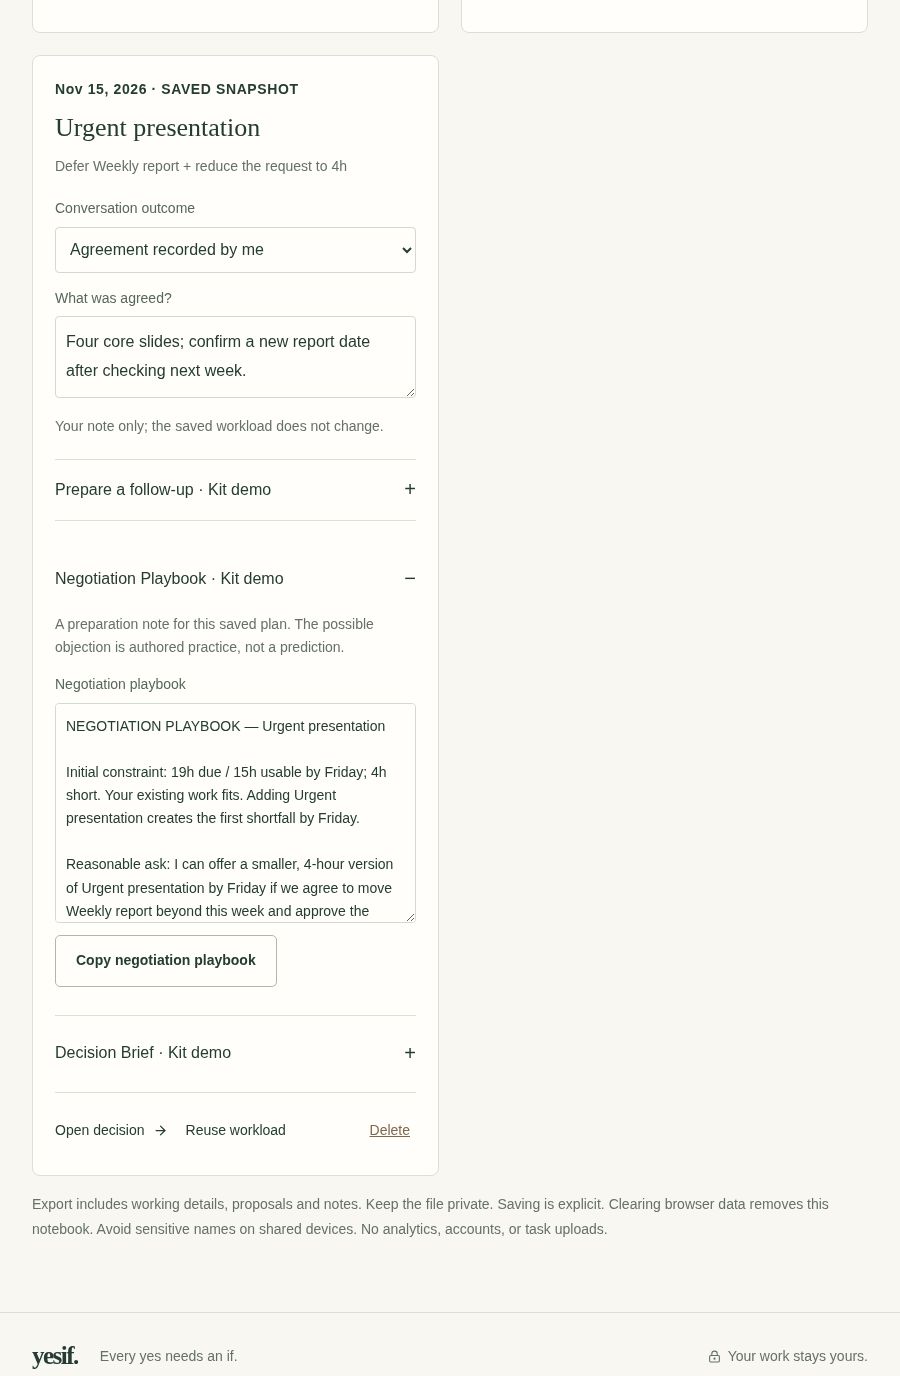 Nov 15, 2026 · SAVED SNAPSHOT
Urgent presentation
Defer Weekly report + reduce the request to 4h
Conversation outcome
Agreement recorded by me
What was agreed?
Four core slides; confirm a new report date
after checking next week.
Your note only; the saved workload does not change.
Prepare a follow-up · Kit demo +
Negotiation Playbook · Kit demo −
A preparation note for this saved plan. The possible
objection is authored practice, not a prediction.
Negotiation playbook
NEGOTIATION PLAYBOOK — Urgent presentation
Initial constraint: 19h due / 15h usable by Friday; 4h
short. Your existing work fits. Adding Urgent
presentation creates the first shortfall by Friday.
Reasonable ask: I can offer a smaller, 4-hour version
of Urgent presentation by Friday if we agree to move
Weekly report beyond this week and approve the
Copy negotiation playbook
Decision Brief · Kit demo +
Open decision → Reuse workload Delete
Export includes working details, proposals and notes. Keep the file private. Saving is explicit. Clearing browser data removes this
notebook. Avoid sensitive names on shared devices. No analytics, accounts, or task uploads.
yesif. Every yes needs an if. Your work stays yours.